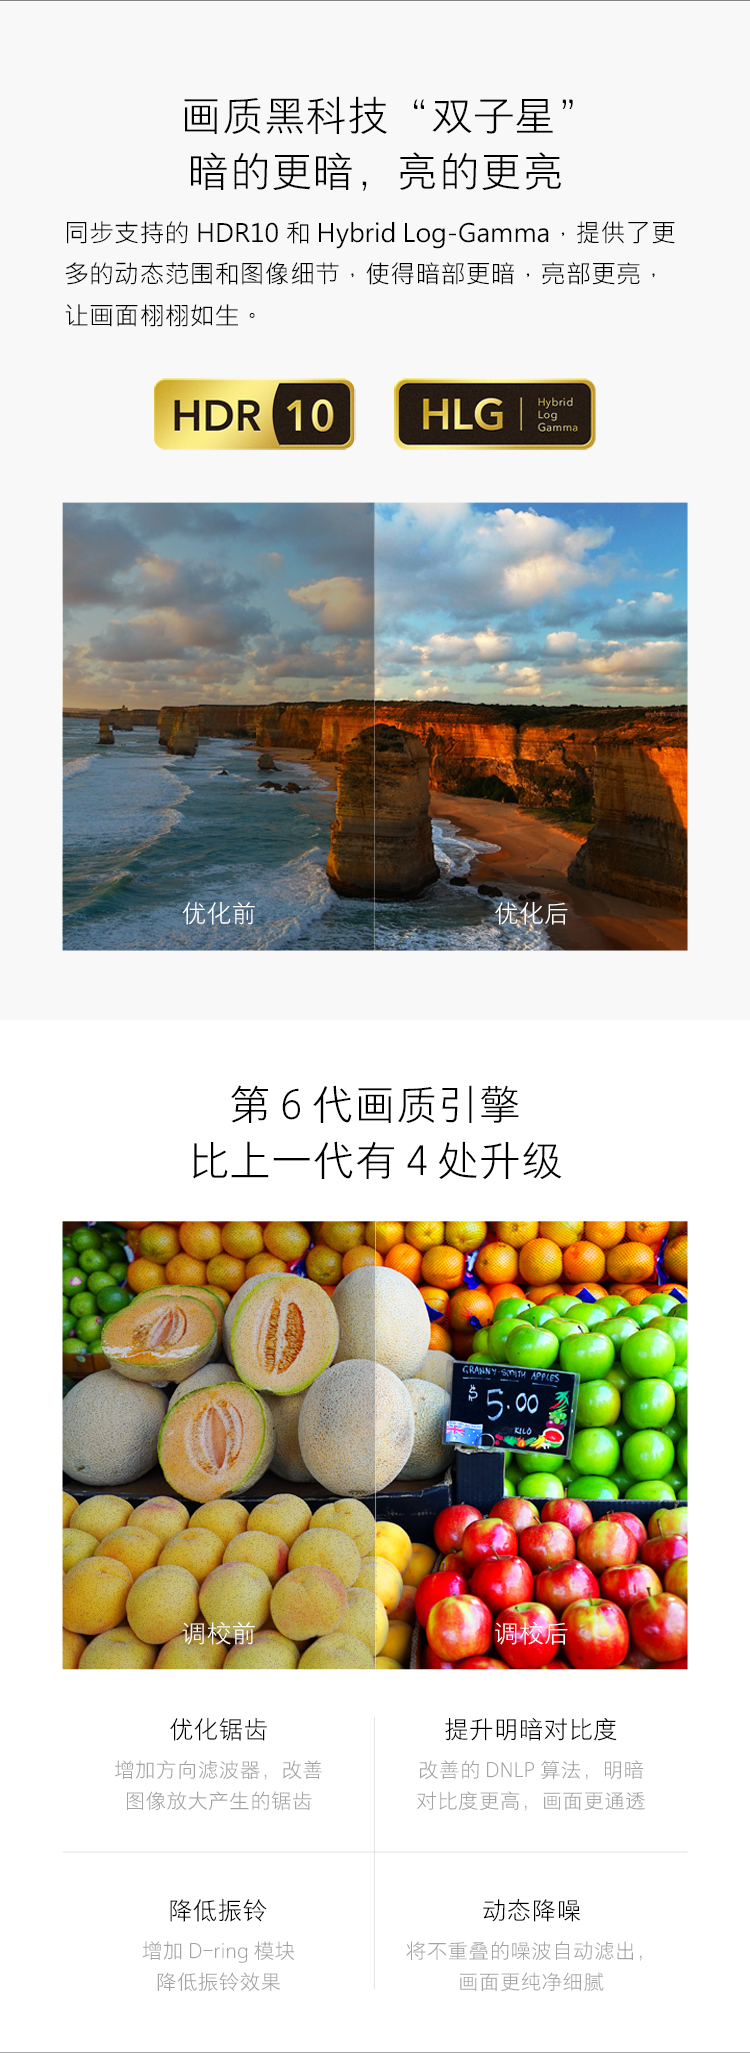 画质黑科技 “双子星”
暗的更暗，亮的更亮
同步支持的 HDR10 和 Hybrid Log-Gamma，提供了更
多的动态范围和图像细节，使得暗部更暗，亮部更亮，
让画面栩栩如生。
HDR 10
HLG
Hybrid
Log
Gamma
优化前
优化后
第 6 代画质引擎
比上一代有 4 处升级
GRANNY SMITH APPLES
$ 5.00
KILO
调校前
调校后
优化锯齿
增加方向滤波器，改善
图像放大产生的锯齿
提升明暗对比度
改善的 DNLP 算法，明暗
对比度更高，画面更通透
降低振铃
增加 D-ring 模块
降低振铃效果
动态降噪
将不重叠的噪波自动滤出，
画面更纯净细腻